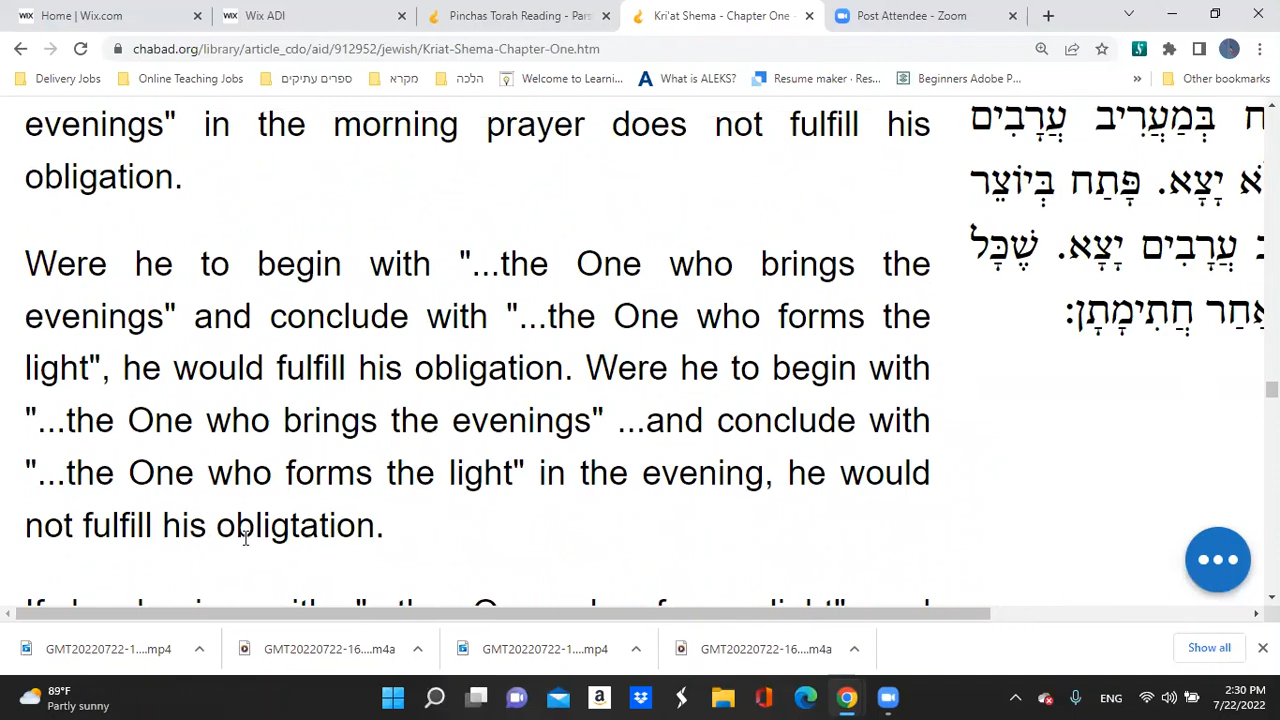 Home | Wix.com
Wix ADI
Pinchas Torah Reading - Pars
Kri'at Shema - Chapter One -
Post Attendee - Zoom
chabad.org/library/article_cdo/aid/912952/jewish/Kriat-Shema-Chapter-One.htm
Delivery Jobs
Online Teaching Jobs
ספרים עתיקים
מקרא
הלכה
Welcome to Learni...
What is ALEKS?
Resume maker · Res...
Beginners Adobe P...
»
Other bookmarks
evenings" in the morning prayer does not fulfill his
obligation.
Were he to begin with "...the One who brings the
evenings" and conclude with "...the One who forms the
light", he would fulfill his obligation. Were he to begin with
"...the One who brings the evenings" ...and conclude with
"...the One who forms the light" in the evening, he would
not fulfill his obligtation.
ח בְּמַעֲרִיב עֲרָבִים
יָצָא. פָּתַח בְּיוֹצֵר
עֲרָבִים יָצָא. שֶׁכָּל
חֲתִימָתָן:
GMT20220722-1....mp4
GMT20220722-16....m4a
GMT20220722-1....mp4
GMT20220722-16....m4a
Show all
89°F
Partly sunny
ENG
2:30 PM
7/22/2022